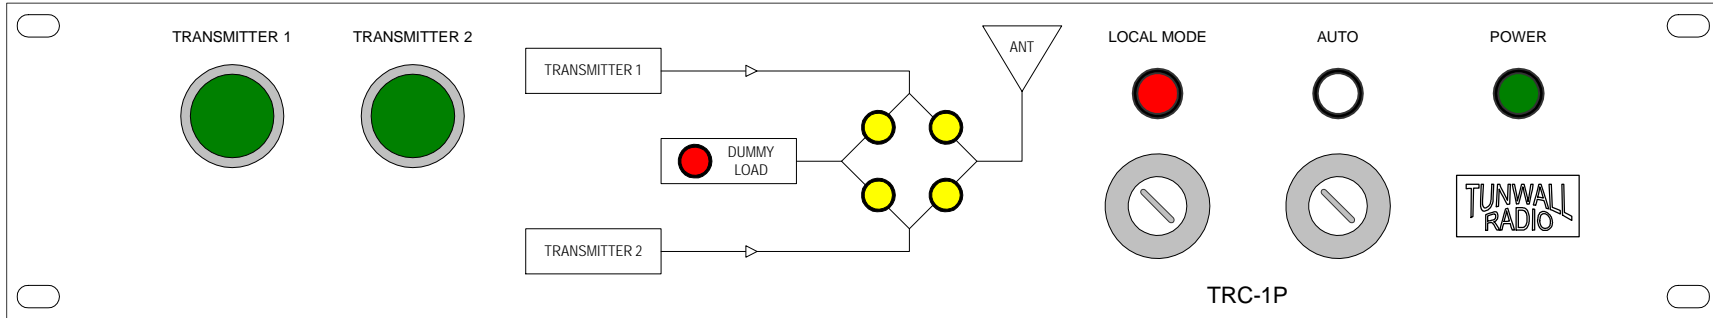 TRANSMITTER 1
TRANSMITTER 2
TRANSMITTER 1
DUMMY
LOAD
TRANSMITTER 2
ANT
LOCAL MODE
AUTO
POWER
TUNWALL
RADIO
TRC-1P